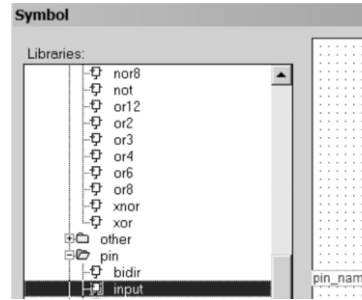 Symbol
Libraries:
nor8
not
or12
or2
or3
or4
or6
or8
xnor
xor
other
pin
bidir
input
pin_nam